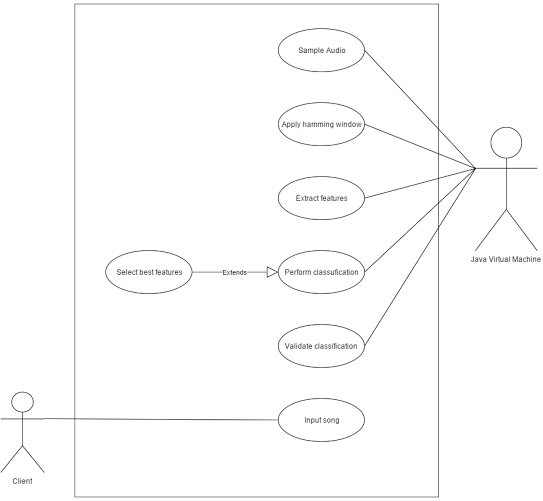 Sample Audio
Apply hamming window
Extract features
Java Virtual Machine
Select best features
Extends
Perform classufication
Validate classification
Input song
Client